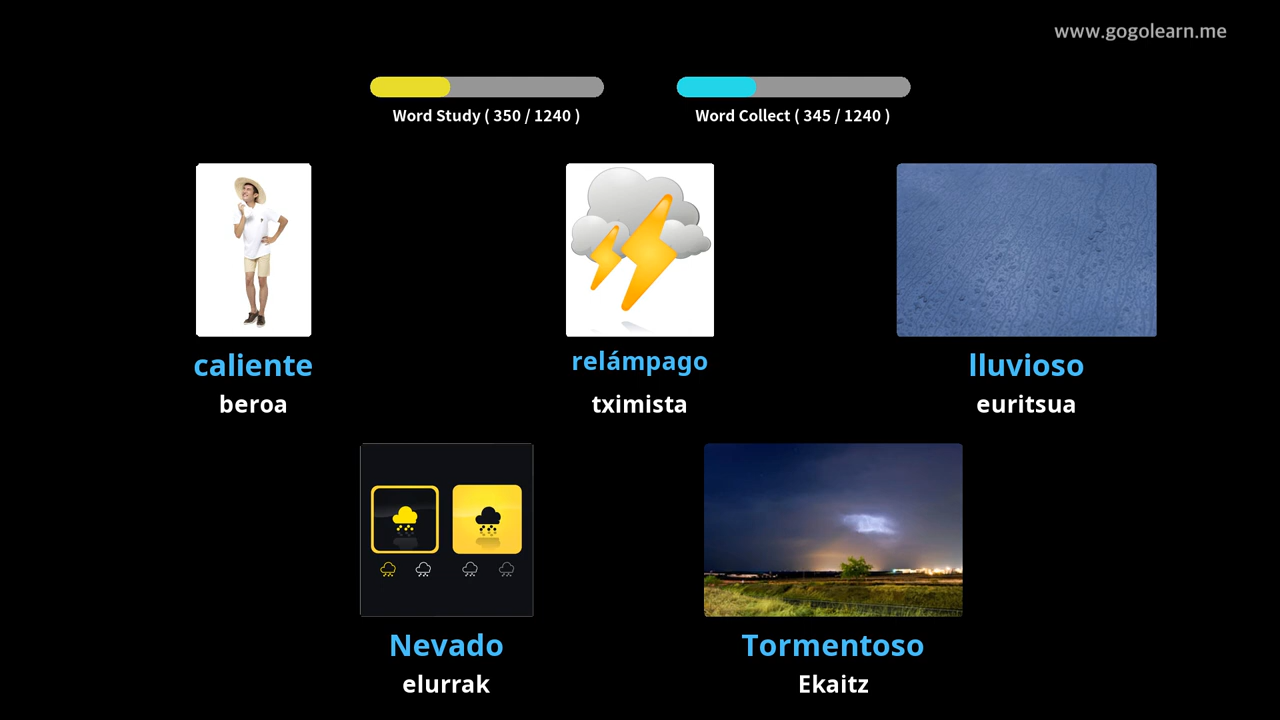 www.gogolearn.me
Word Study ( 350 / 1240 )
Word Collect ( 345 / 1240 )
caliente
beroa
relámpago
tximista
lluvioso
euritsua
Nevado
elurrak
Tormentoso
Ekaitz